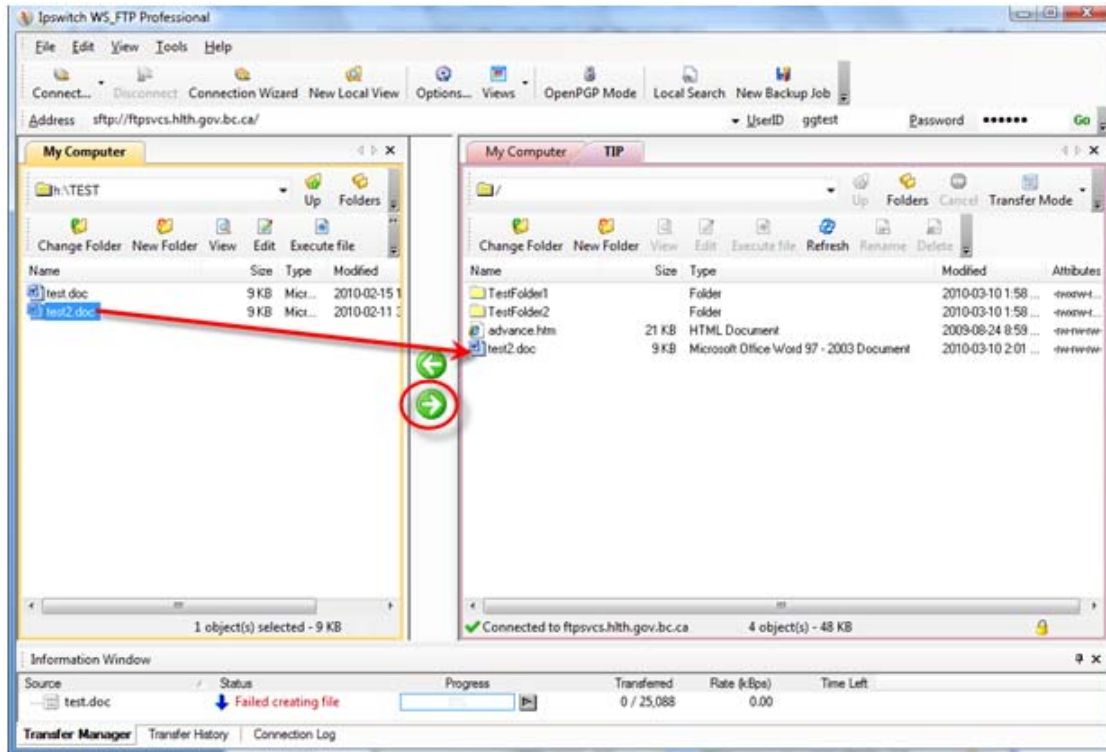 Ipswitch WS_FTP Professional
File Edit View Tools Help
Connect... Disconnect Connection Wizard New Local View Options... Views OpenPGP Mode Local Search New Backup Job
Address sftp://ftpsvcs.hlth.gov.bc.ca/ UserID ggtest Password •••••• Go
My Computer
h:\TEST
Up Folders
Change Folder New Folder View Edit Execute file
Name Size Type Modified
test.doc 9 KB Micr... 2010-02-15 1
test2.doc 9 KB Micr... 2010-02-11
1 object(s) selected - 9 KB
My Computer TIP
/
Up Folders Cancel Transfer Mode
Change Folder New Folder View Edit Execute file Refresh Rename Delete
Name Size Type Modified Attributes
TestFolder1 Folder 2010-03-10 1:58 ...
TestFolder2 Folder 2010-03-10 1:58 ...
advance.htm 21 KB HTML Document 2009-08-24 8:59 ...
test2.doc 9 KB Microsoft Office Word 97 - 2003 Document 2010-03-10 2:01 ...
Connected to ftpsvcs.hlth.gov.bc.ca 4 object(s) - 48 KB
Information Window
Source Status Progress Transferred Rate (kBps) Time Left
test.doc Failed creating file 0 / 25,088 0.00
Transfer Manager Transfer History Connection Log